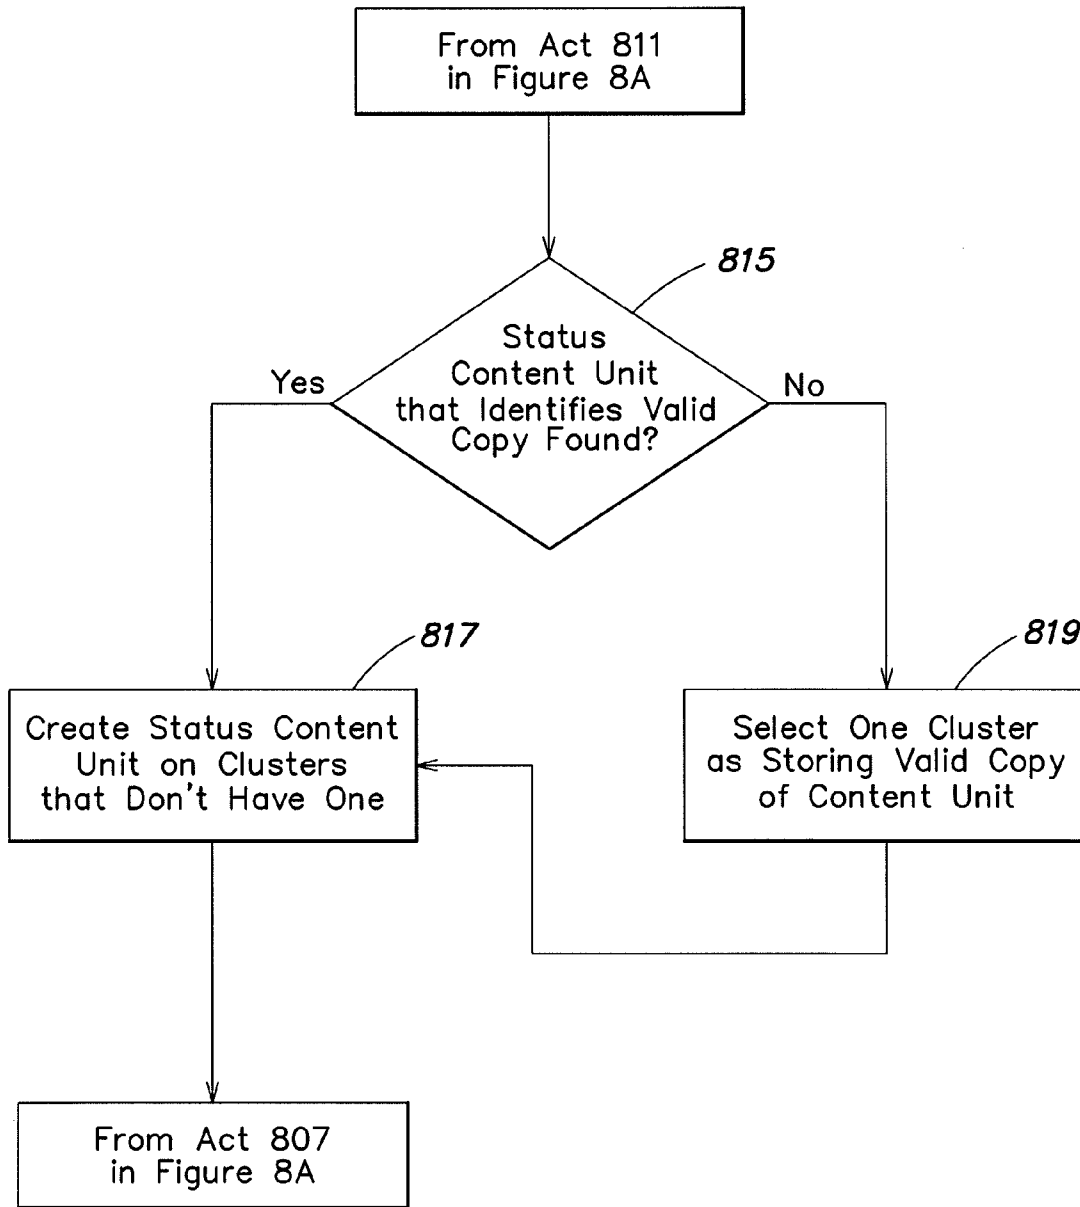 From Act 811
in Figure 8A
815
Status
Content Unit
that Identifies Valid
Copy Found?
Yes
No
817
Create Status Content
Unit on Clusters
that Don't Have One
819
Select One Cluster
as Storing Valid Copy
of Content Unit
From Act 807
in Figure 8A